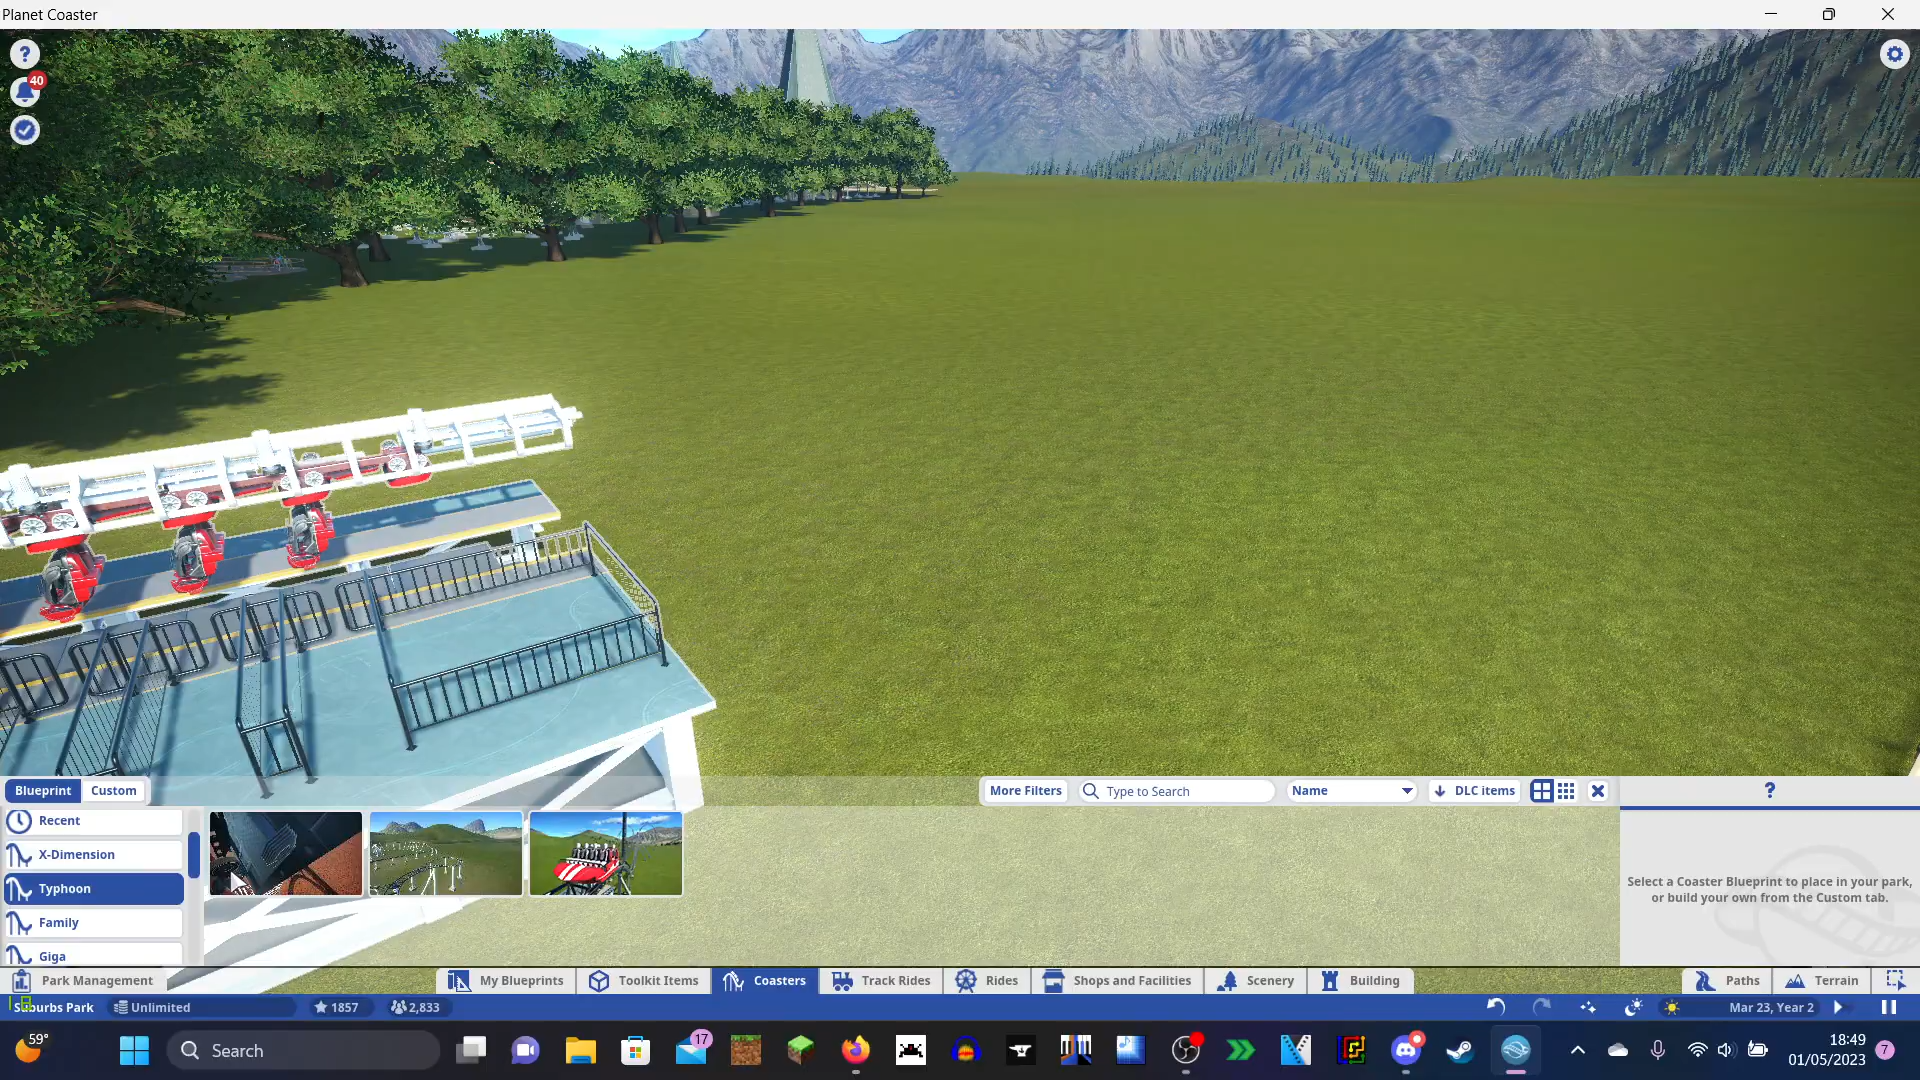 Planet Coaster
?
40
Blueprint
Custom
More Filters
Type to Search
Name
DLC items
?
Recent
X-Dimension
Typhoon
Family
Giga
Select a Coaster Blueprint to place in your park,
or build your own from the Custom tab.
Park Management
My Blueprints
Toolkit Items
Coasters
Track Rides
Rides
Shops and Facilities
Scenery
Building
Paths
Terrain
Suburbs Park
Unlimited
1857
2,833
Mar 23, Year 2
59°
Search
17
18:49
01/05/2023
7